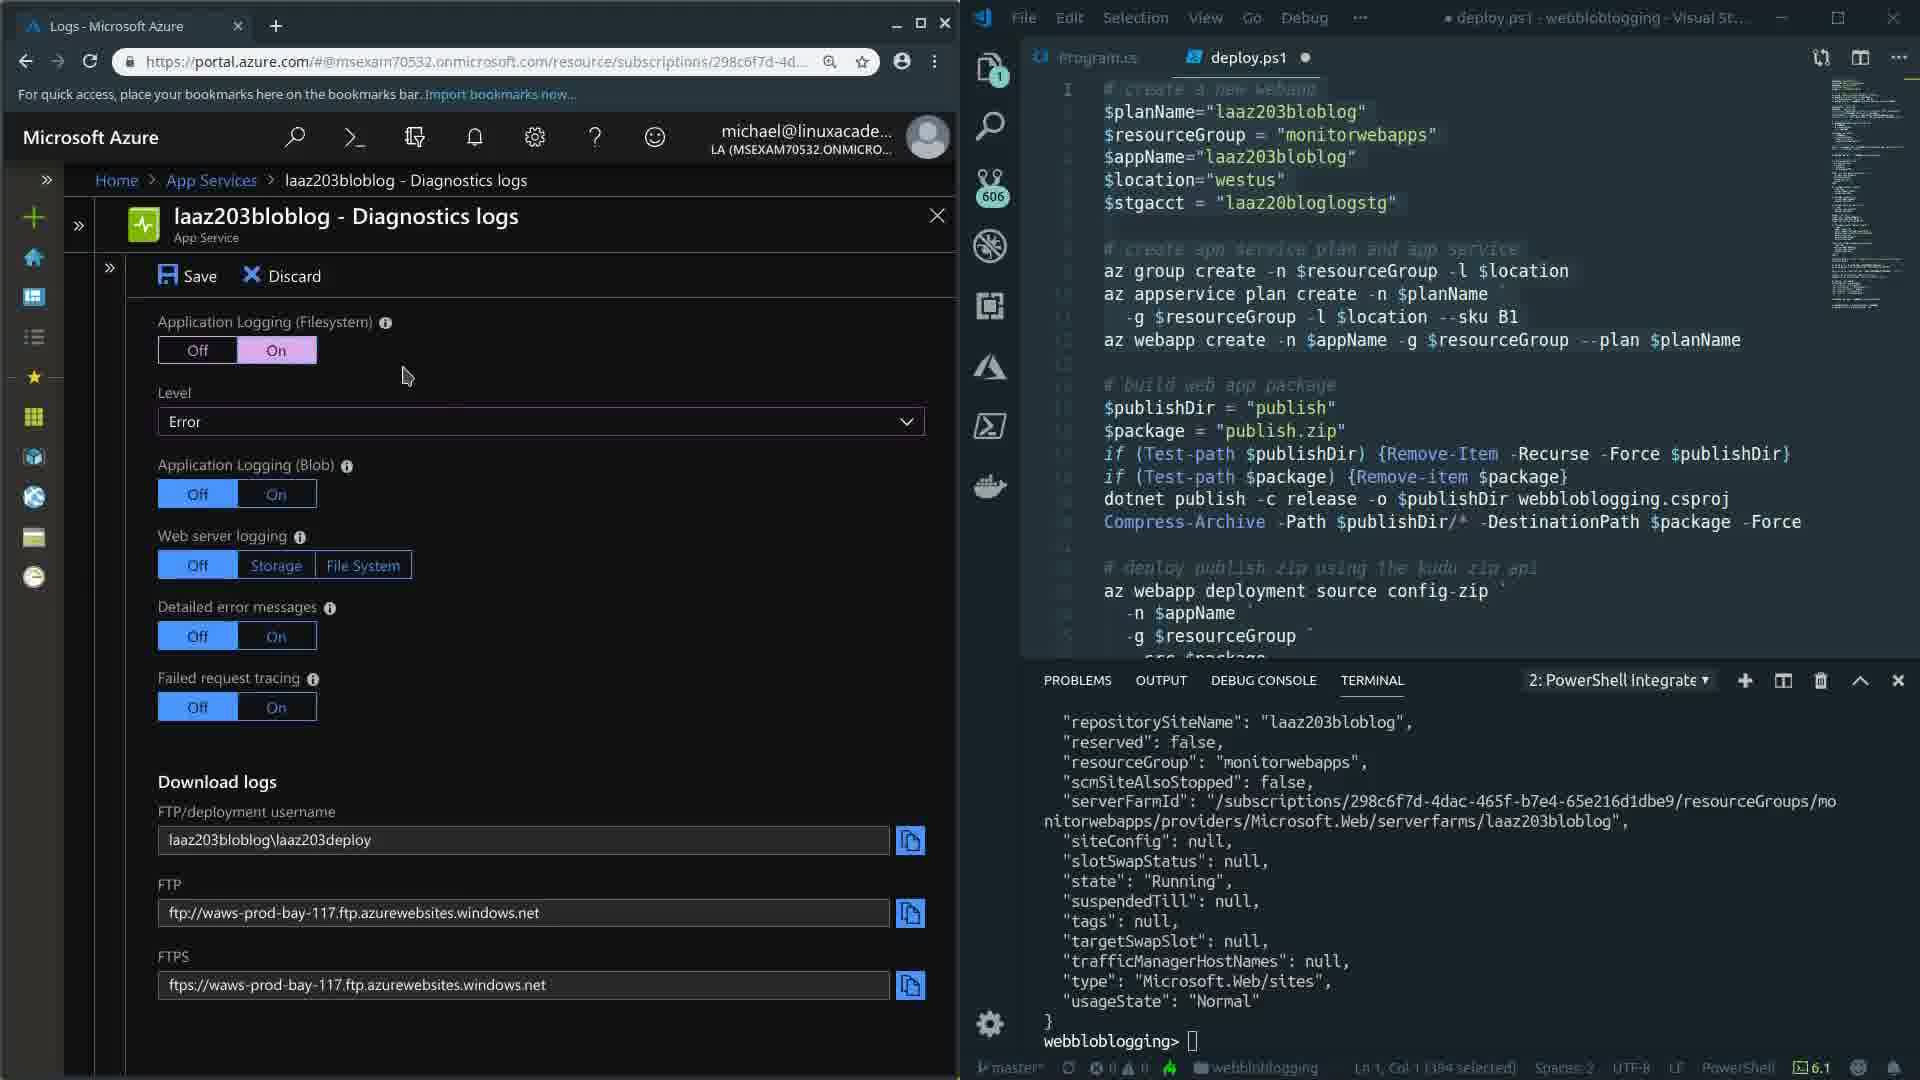 Logs - Microsoft Azure
https://portal.azure.com/#@msexam70532.onmicrosoft.com/resource/subscriptions/298c6f7d-4d...
For quick access, place your bookmarks here on the bookmarks bar. Import bookmarks now...
Microsoft Azure
michael@linuxacade...
LA (MSEXAM70532.ONMICRO...
Home > App Services > laaz203bloblog - Diagnostics logs
laaz203bloblog - Diagnostics logs
App Service
Save Discard
Application Logging (Filesystem)
Off On
Level
Error
Application Logging (Blob)
Off On
Web server logging
Off Storage File System
Detailed error messages
Off On
Failed request tracing
Off On
Download logs
FTP/deployment username
laaz203bloblog\laaz203deploy
FTP
ftp://waws-prod-bay-117.ftp.azurewebsites.windows.net
FTPS
ftps://waws-prod-bay-117.ftp.azurewebsites.windows.net
File Edit Selection View Go Debug ··· ● deploy.ps1 - webbloblogging - Visual St...
Program.cs deploy.ps1
1
606
1 # create a new webapp
$planName="laaz203bloblog"
$resourceGroup = "monitorwebapps"
$appName="laaz203bloblog"
$location="westus"
$stgacct = "laaz20bloglogstg"
# create app service plan and app service
az group create -n $resourceGroup -l $location
az appservice plan create -n $planName `
-g $resourceGroup -l $location --sku B1
az webapp create -n $appName -g $resourceGroup --plan $planName
# build web app package
$publishDir = "publish"
$package = "publish.zip"
if (Test-path $publishDir) {Remove-Item -Recurse -Force $publishDir}
if (Test-path $package) {Remove-item $package}
dotnet publish -c release -o $publishDir webbloblogging.csproj
Compress-Archive -Path $publishDir/* -DestinationPath $package -Force
# deploy publish zip using the kudu zip api
az webapp deployment source config-zip `
-n $appName `
-g $resourceGroup `
--src $package
PROBLEMS OUTPUT DEBUG CONSOLE TERMINAL 2: PowerShell Integrate
"repositorySiteName": "laaz203bloblog",
"reserved": false,
"resourceGroup": "monitorwebapps",
"scmSiteAlsoStopped": false,
"serverFarmId": "/subscriptions/298c6f7d-4dac-465f-b7e4-65e216d1dbe9/resourceGroups/mo
nitorwebapps/providers/Microsoft.Web/serverfarms/laaz203bloblog",
"siteConfig": null,
"slotSwapStatus": null,
"state": "Running",
"suspendedTill": null,
"tags": null,
"targetSwapSlot": null,
"trafficManagerHostNames": null,
"type": "Microsoft.Web/sites",
"usageState": "Normal"
}
webbloblogging>
master* 0 0 webbloblogging Ln 1, Col 1 (394 selected) Spaces: 2 UTF-8 LF PowerShell 6.1